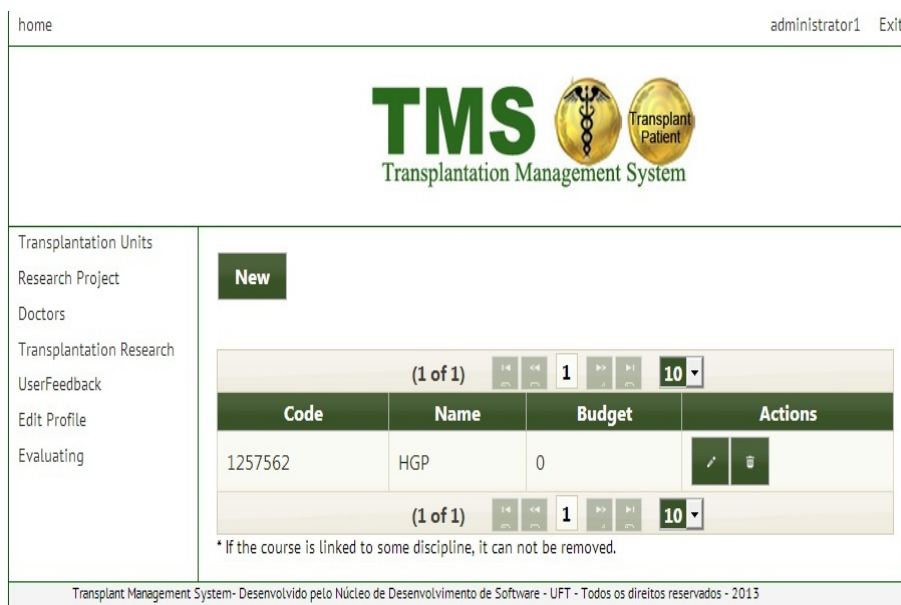 home administrator1 Exit
TMS
Transplant
Patient
Transplantation Management System
Transplantation Units
Research Project
Doctors
Transplantation Research
UserFeedback
Edit Profile
Evaluating
New
(1 of 1) 1 10
Code Name Budget Actions
1257562 HGP 0
(1 of 1) 1 10
* If the course is linked to some discipline, it can not be removed.
Transplant Management System- Desenvolvido pelo Núcleo de Desenvolvimento de Software - UFT - Todos os direitos reservados - 2013